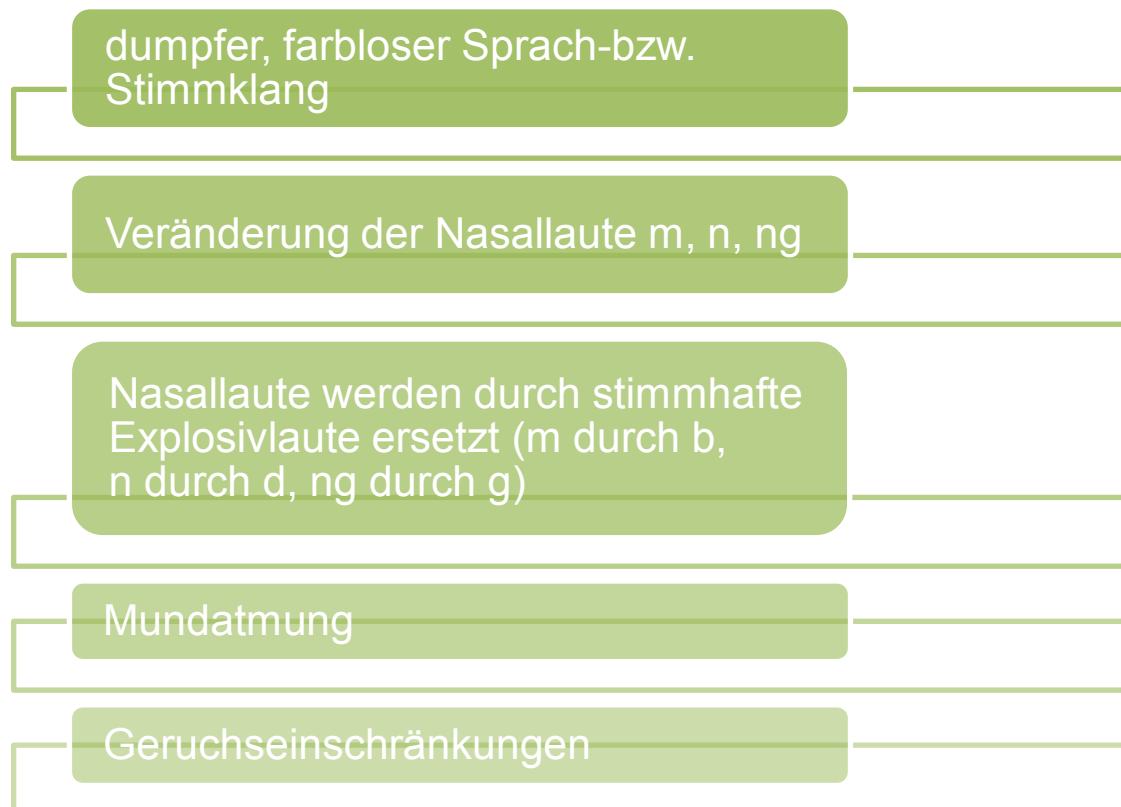 dumpfer, farbloser Sprach-bzw.
Stimmklang
Veränderung der Nasallaute m, n, ng
Nasallaute werden durch stimmhafte
Explosivlaute ersetzt (m durch b,
n durch d, ng durch g)
Mundatmung
Geruchseinschränkungen